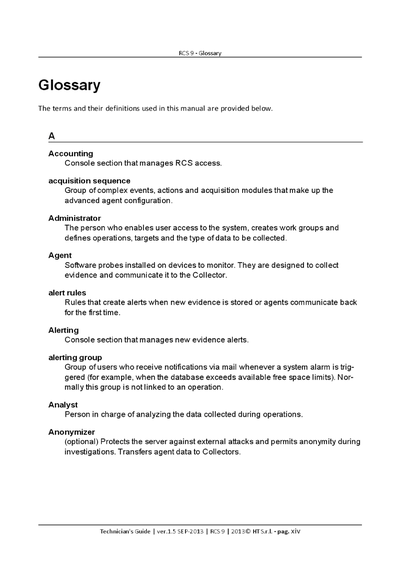 RCS 9 - Glossary
Glossary
The terms and their definitions used in this manual are provided below.
A
Accounting
Console section that manages RCS access.
acquisition sequence
Group of complex events, actions and acquisition modules that make up the
advanced agent configuration.
Administrator
The person who enables user access to the system, creates work groups and
defines operations, targets and the type of data to be collected.
Agent
Software probes installed on devices to monitor. They are designed to collect
evidence and communicate it to the Collector.
alert rules
Rules that create alerts when new evidence is stored or agents communicate back
for the first time.
Alerting
Console section that manages new evidence alerts.
alerting group
Group of users who receive notifications via mail whenever a system alarm is trig-
gered (for example, when the database exceeds available free space limits). Nor-
mally this group is not linked to an operation.
Analyst
Person in charge of analyzing the data collected during operations.
Anonymizer
(optional) Protects the server against external attacks and permits anonymity during
investigations. Transfers agent data to Collectors.
Technician's Guide | ver.1.5 SEP-2013 | RCS 9 | 2013© HT S.r.l. - pag. xiv